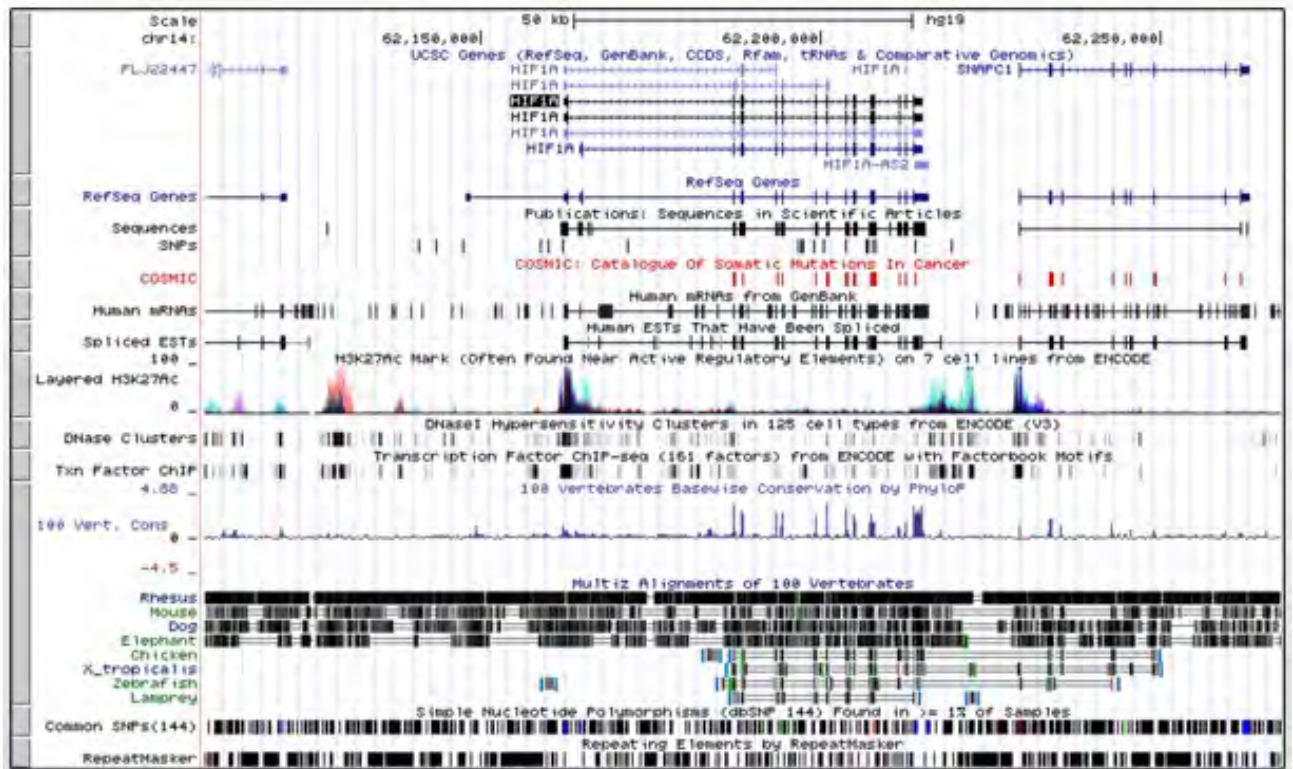 Scale 50 kb hg19
chr14: 62,150,000 62,200,000 62,250,000
UCSC Genes (RefSeq, GenBank, CCDS, Rfam, tRNAs & Comparative Genomics)
FLJ22447 HIF1A HIF1A SNAPC1
HIF1A
HIF1A
HIF1A
HIF1A
HIF1A
HIF1A-AS2
RefSeq Genes
RefSeq Genes
Publications: Sequences in Scientific Articles
Sequences
SNPs
COSMIC: Catalogue Of Somatic Mutations In Cancer
COSMIC
Human mRNAs from GenBank
Human mRNAs
Human ESTs That Have Been Spliced
Spliced ESTs
H3K27Ac Mark (Often Found Near Active Regulatory Elements) on 7 cell lines from ENCODE
100 _
Layered H3K27Ac
0 _
DNaseI Hypersensitivity Clusters in 125 cell types from ENCODE (V3)
DNase Clusters
Transcription Factor ChIP-seq (161 factors) from ENCODE with Factorbook Motifs
Txn Factor ChIP
4.88 _
100 vertebrates Basewise Conservation by PhyloP
100 Vert. Cons
0 _
-4.5 _
Multiz Alignments of 100 Vertebrates
Rhesus
Mouse
Dog
Elephant
Chicken
X_tropicalis
Zebrafish
Lamprey
Simple Nucleotide Polymorphisms (dbSNP 144) Found in >= 1% of Samples
Common SNPs(144)
Repeating Elements by RepeatMasker
RepeatMasker